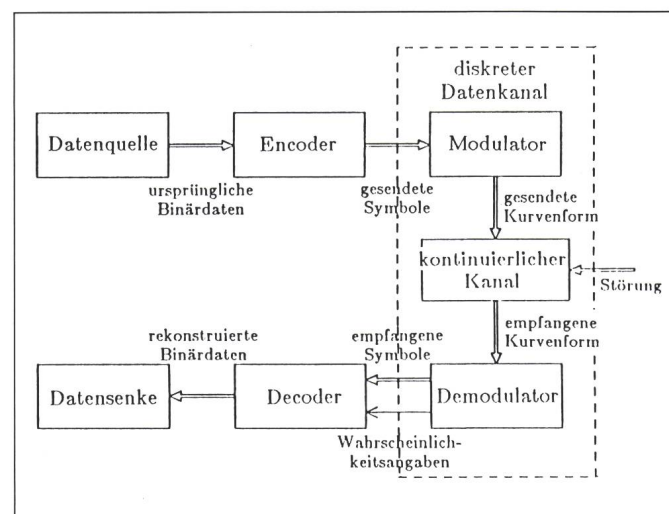 diskreter
Datenkanal
Datenquelle
Encoder
Modulator
ursprüngliche
Binärdaten
gesendete
Symbole
gesendete
Kurvenform
kontinuierlicher
Kanal
Störung
empfangene
Kurvenform
rekonstruierte
Binärdaten
empfangene
Symbole
Datensenke
Decoder
Demodulator
Wahrscheinlich-
keitsangaben